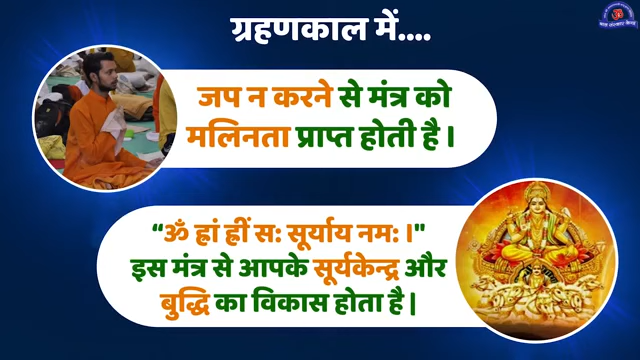 ग्रहणकाल में....
जप न करने से मंत्र को
मलिनता प्राप्त होती है ।
“ॐ ह्रां ह्रीं सः सूर्याय नमः ।"
इस मंत्र से आपके सूर्यकेन्द्र और
बुद्धि का विकास होता है |